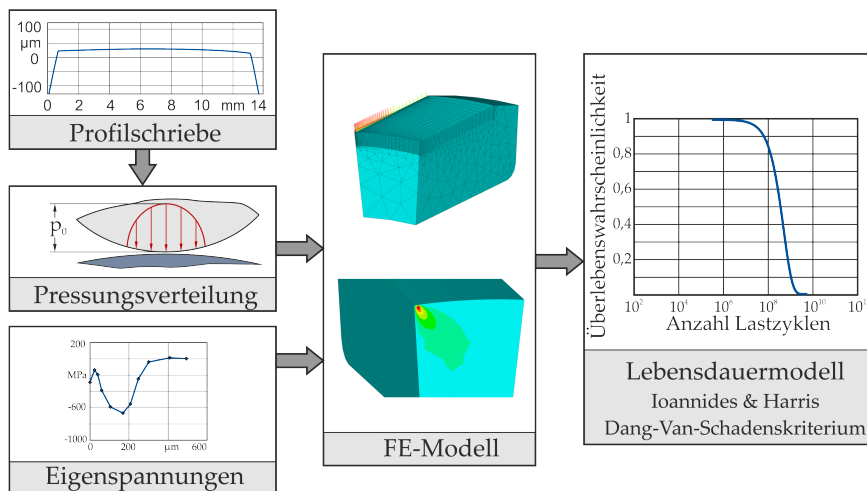 100
µm
0
-100
0 2 4 6 8 10 mm 14
Profilschriebe
p0
Pressungsverteilung
200
MPa
-600
-1000
0 200 µm 600
Eigenspannungen
FE-Modell
Überlebenswahrscheinlichkeit
1
0,8
0,6
0,4
0,2
10² 10⁴ 10⁶ 10⁸ 10¹⁰ 10¹
Anzahl Lastzyklen
Lebensdauermodell
Ioannides & Harris
Dang-Van-Schadenskriterium